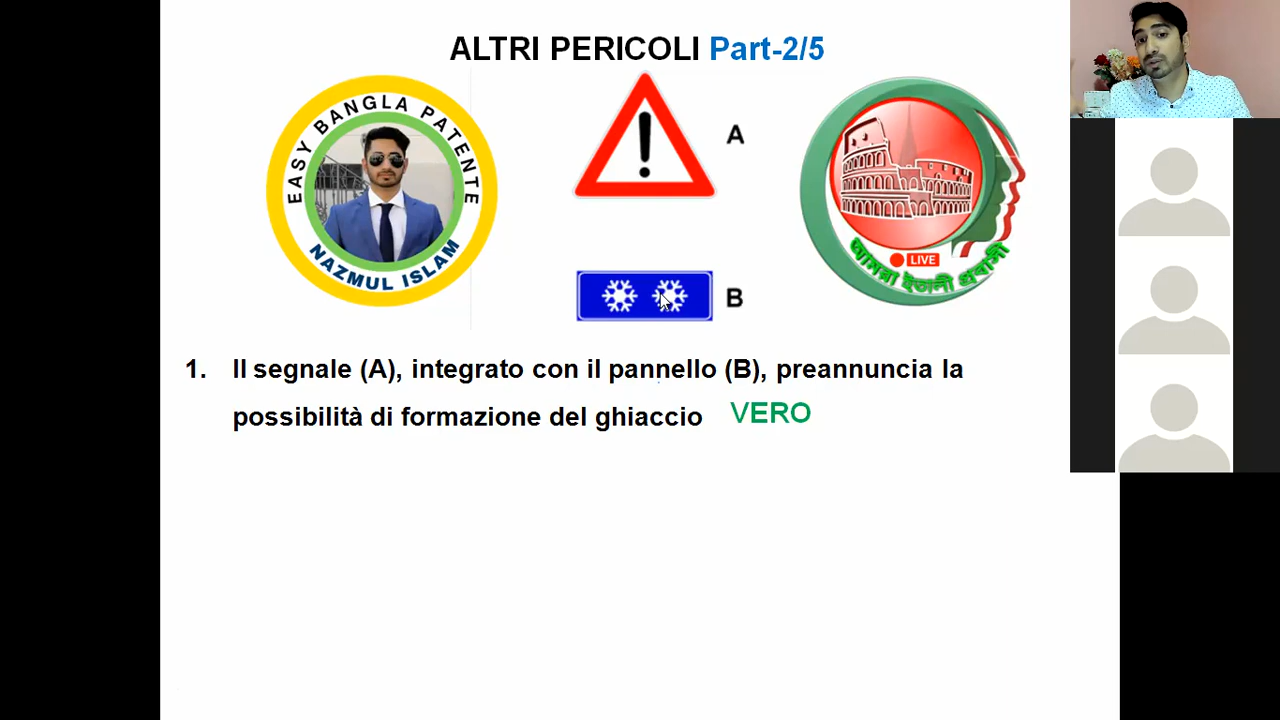 ALTRI PERICOLI Part-2/5
EASY BANGLA PATENTE
NAZMUL ISLAM
A
LIVE
আমরা ইতালী প্রবাসী
B
1. Il segnale (A), integrato con il pannello (B), preannuncia la
possibilità di formazione del ghiaccio VERO